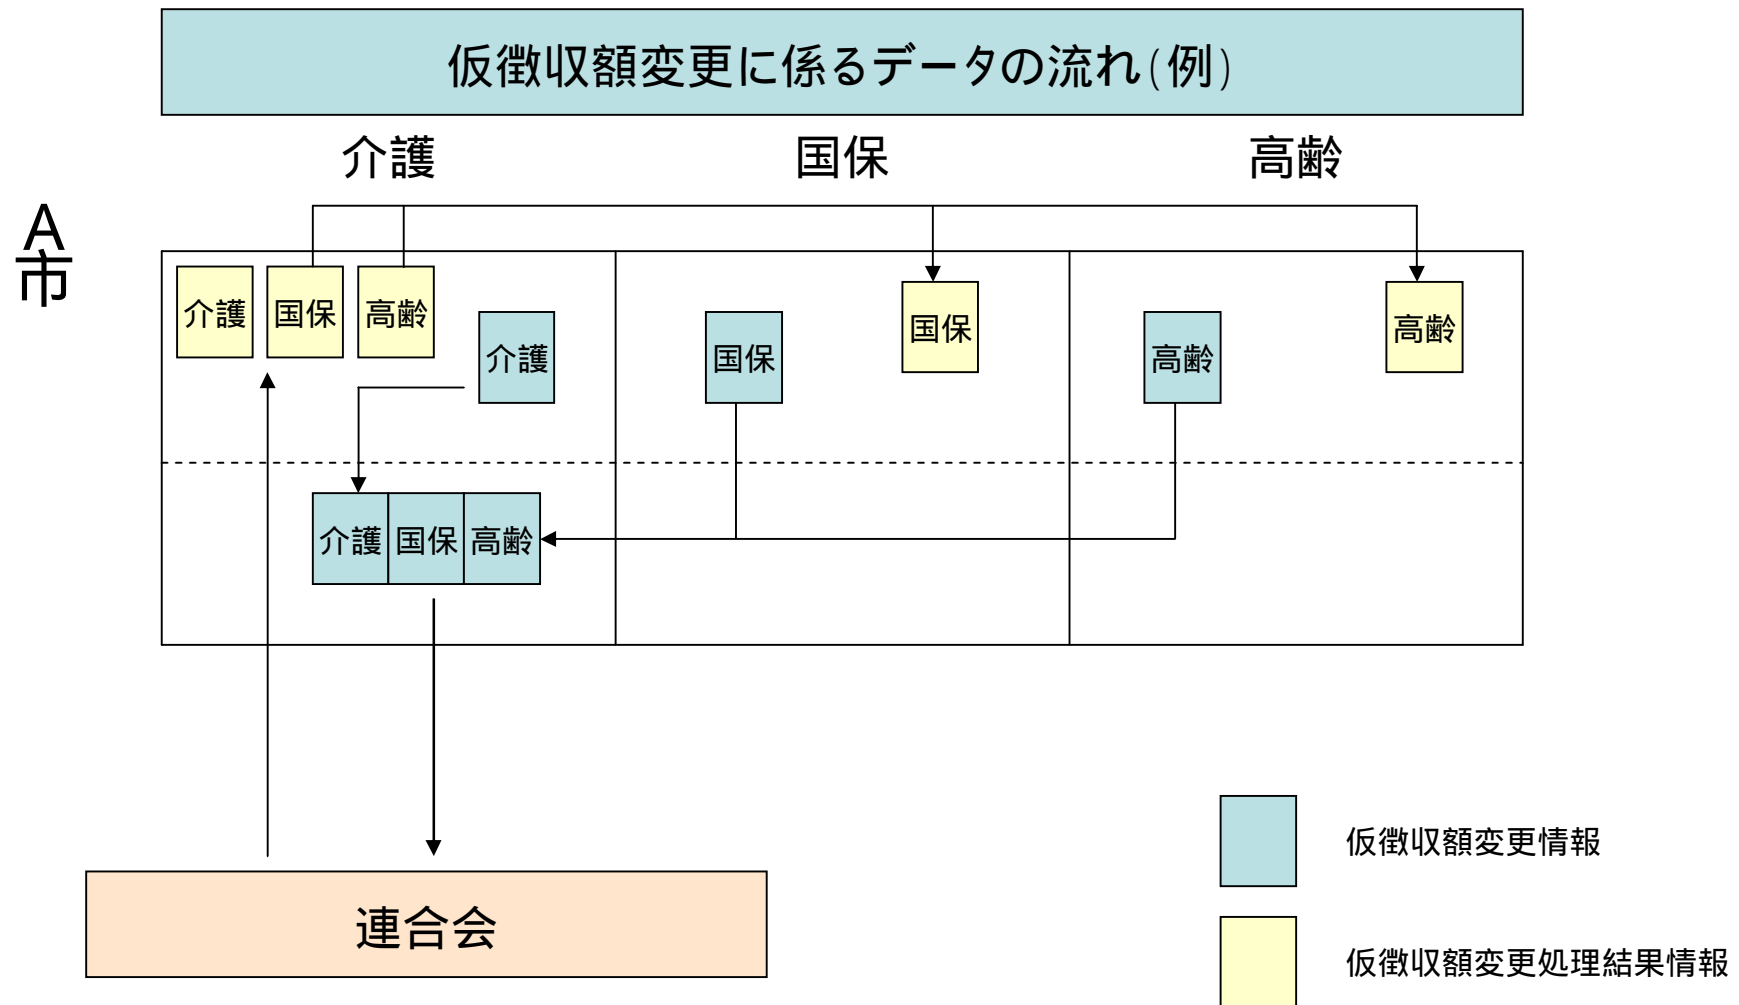 仮徴収額変更に係るデータの流れ(例)
介護 国保 高齢
A市
介護 国保 高齢 国保 高齢
介護 国保 高齢
介護 国保 高齢
連合会
仮徴収額変更情報
仮徴収額変更処理結果情報